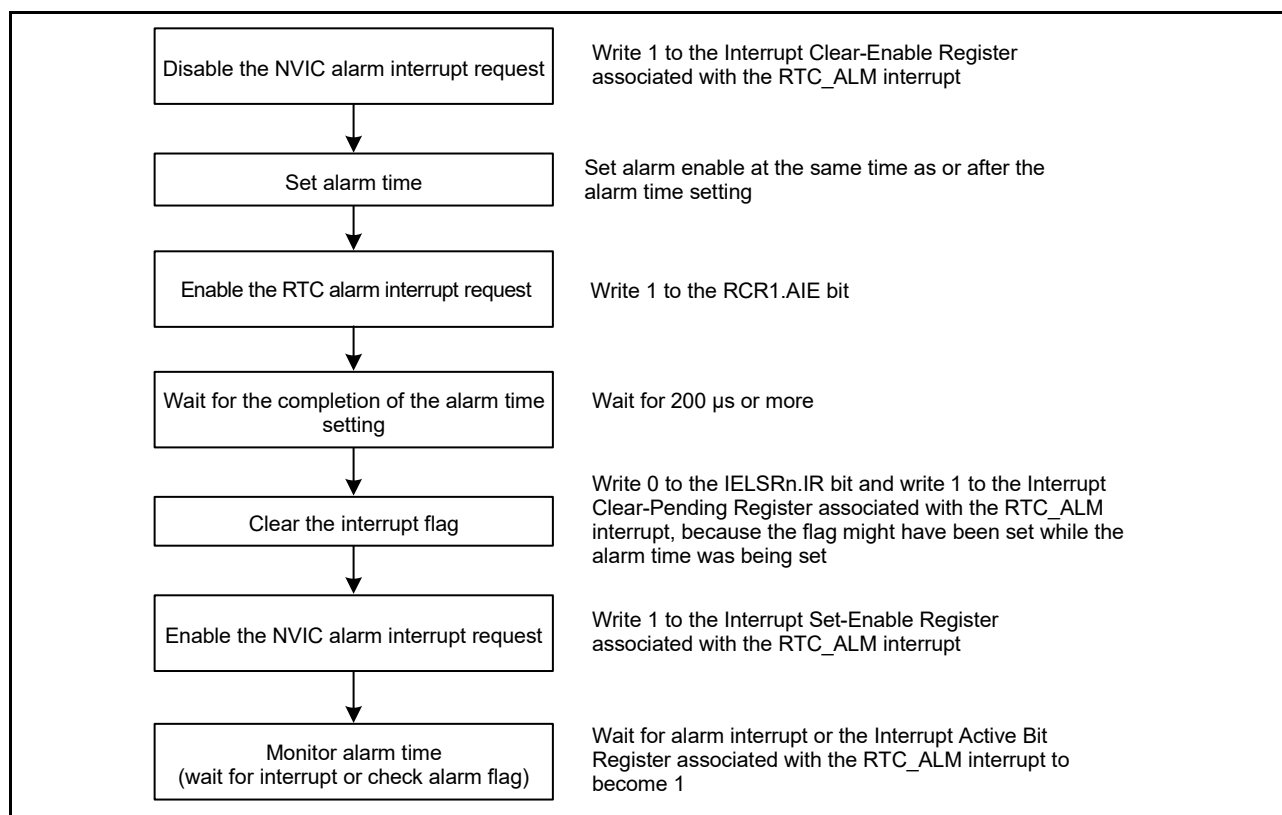 Disable the NVIC alarm interrupt request
Write 1 to the Interrupt Clear-Enable Register
associated with the RTC_ALM interrupt
Set alarm time
Set alarm enable at the same time as or after the
alarm time setting
Enable the RTC alarm interrupt request
Write 1 to the RCR1.AIE bit
Wait for the completion of the alarm time
setting
Wait for 200 µs or more
Clear the interrupt flag
Write 0 to the IELSRn.IR bit and write 1 to the Interrupt
Clear-Pending Register associated with the RTC_ALM
interrupt, because the flag might have been set while the
alarm time was being set
Enable the NVIC alarm interrupt request
Write 1 to the Interrupt Set-Enable Register
associated with the RTC_ALM interrupt
Monitor alarm time
(wait for interrupt or check alarm flag)
Wait for alarm interrupt or the Interrupt Active Bit
Register associated with the RTC_ALM interrupt to
become 1